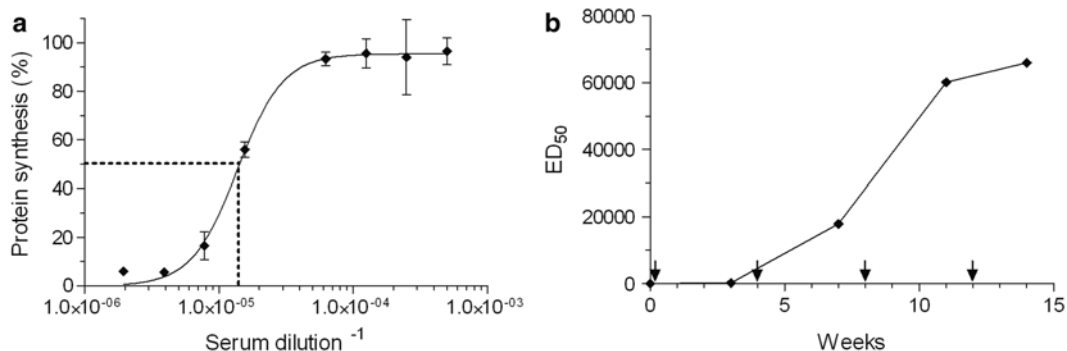 a
Protein synthesis (%)
100
80
60
40
20
0
1.0x10⁻⁰⁶
1.0x10⁻⁰⁵
1.0x10⁻⁰⁴
1.0x10⁻⁰³
Serum dilution ⁻¹
b
ED₅₀
80000
60000
40000
20000
0
0
5
10
15
Weeks